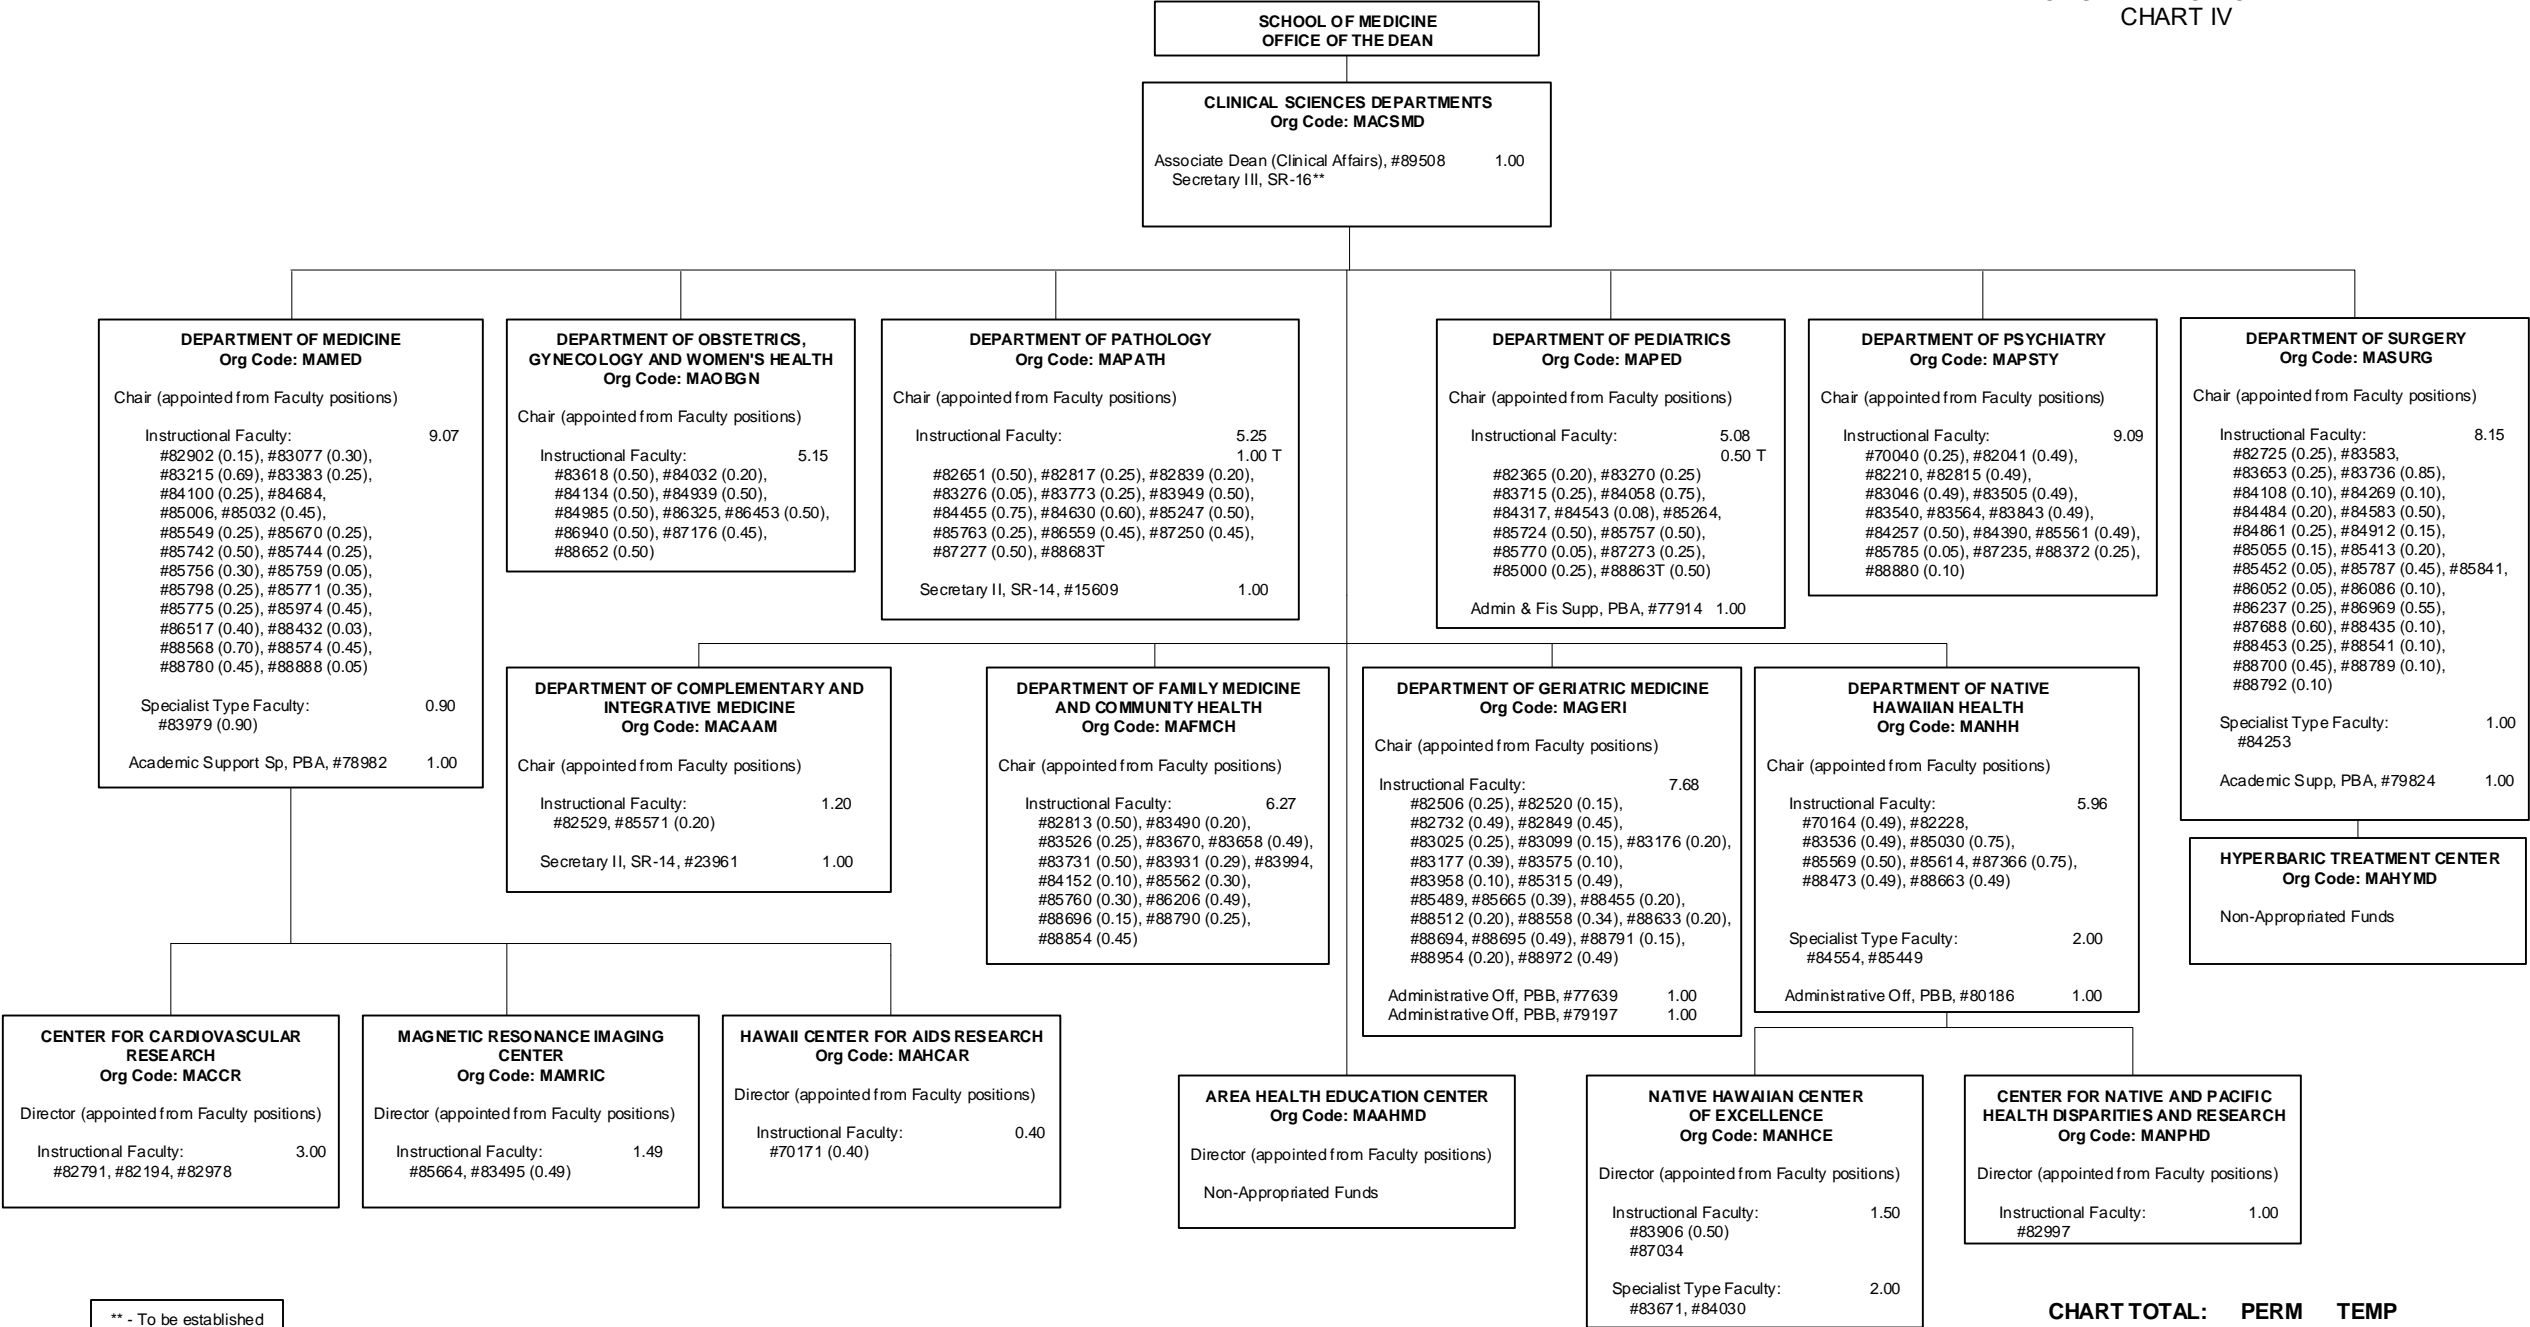 CHART IV
SCHOOL OF MEDICINE
OFFICE OF THE DEAN
CLINICAL SCIENCES DEPARTMENTS
Org Code: MACSMD
Associate Dean (Clinical Affairs), #89508 1.00
Secretary III, SR-16**
DEPARTMENT OF MEDICINE
Org Code: MAMED
Chair (appointed from Faculty positions)
Instructional Faculty: 9.07
#82902 (0.15), #83077 (0.30),
#83215 (0.69), #83383 (0.25),
#84100 (0.25), #84684,
#85006, #85032 (0.45),
#85549 (0.25), #85670 (0.25),
#85742 (0.50), #85744 (0.25),
#85756 (0.30), #85759 (0.05),
#85798 (0.25), #85771 (0.35),
#85775 (0.25), #85974 (0.45),
#86517 (0.40), #88432 (0.03),
#88568 (0.70), #88574 (0.45),
#88780 (0.45), #88888 (0.05)
Specialist Type Faculty: 0.90
#83979 (0.90)
Academic Support Sp, PBA, #78982 1.00
DEPARTMENT OF OBSTETRICS,
GYNECOLOGY AND WOMEN'S HEALTH
Org Code: MAOBGN
Chair (appointed from Faculty positions)
Instructional Faculty: 5.15
#83618 (0.50), #84032 (0.20),
#84134 (0.50), #84939 (0.50),
#84985 (0.50), #86325, #86453 (0.50),
#86940 (0.50), #87176 (0.45),
#88652 (0.50)
DEPARTMENT OF PATHOLOGY
Org Code: MAPATH
Chair (appointed from Faculty positions)
Instructional Faculty: 5.25
1.00 T
#82651 (0.50), #82817 (0.25), #82839 (0.20),
#83276 (0.05), #83773 (0.25), #83949 (0.50),
#84455 (0.75), #84630 (0.60), #85247 (0.50),
#85763 (0.25), #86559 (0.45), #87250 (0.45),
#87277 (0.50), #88683T
Secretary II, SR-14, #15609 1.00
DEPARTMENT OF PEDIATRICS
Org Code: MAPED
Chair (appointed from Faculty positions)
Instructional Faculty: 5.08
0.50 T
#82365 (0.20), #83270 (0.25)
#83715 (0.25), #84058 (0.75),
#84317, #84543 (0.08), #85264,
#85724 (0.50), #85757 (0.50),
#85770 (0.05), #87273 (0.25),
#85000 (0.25), #88863T (0.50)
Admin & Fis Supp, PBA, #77914 1.00
DEPARTMENT OF PSYCHIATRY
Org Code: MAPSTY
Chair (appointed from Faculty positions)
Instructional Faculty: 9.09
#70040 (0.25), #82041 (0.49),
#82210, #82815 (0.49),
#83046 (0.49), #83505 (0.49),
#83540, #83564, #83843 (0.49),
#84257 (0.50), #84390, #85561 (0.49),
#85785 (0.05), #87235, #88372 (0.25),
#88880 (0.10)
DEPARTMENT OF SURGERY
Org Code: MASURG
Chair (appointed from Faculty positions)
Instructional Faculty: 8.15
#82725 (0.25), #83583,
#83653 (0.25), #83736 (0.85),
#84108 (0.10), #84269 (0.10),
#84484 (0.20), #84583 (0.50),
#84861 (0.25), #84912 (0.15),
#85055 (0.15), #85413 (0.20),
#85452 (0.05), #85787 (0.45), #85841,
#86052 (0.05), #86086 (0.10),
#86237 (0.25), #86969 (0.55),
#87688 (0.60), #88435 (0.10),
#88453 (0.25), #88541 (0.10),
#88700 (0.45), #88789 (0.10),
#88792 (0.10)
Specialist Type Faculty: 1.00
#84253
Academic Supp, PBA, #79824 1.00
DEPARTMENT OF COMPLEMENTARY AND
INTEGRATIVE MEDICINE
Org Code: MACAAM
Chair (appointed from Faculty positions)
Instructional Faculty: 1.20
#82529, #85571 (0.20)
Secretary II, SR-14, #23961 1.00
DEPARTMENT OF FAMILY MEDICINE
AND COMMUNITY HEALTH
Org Code: MAFMCH
Chair (appointed from Faculty positions)
Instructional Faculty: 6.27
#82813 (0.50), #83490 (0.20),
#83526 (0.25), #83670, #83658 (0.49),
#83731 (0.50), #83931 (0.29), #83994,
#84152 (0.10), #85562 (0.30),
#85760 (0.30), #86206 (0.49),
#88696 (0.15), #88790 (0.25),
#88854 (0.45)
DEPARTMENT OF GERIATRIC MEDICINE
Org Code: MAGERI
Chair (appointed from Faculty positions)
Instructional Faculty: 7.68
#82506 (0.25), #82520 (0.15),
#82732 (0.49), #82849 (0.45),
#83025 (0.25), #83099 (0.15), #83176 (0.20),
#83177 (0.39), #83575 (0.10),
#83958 (0.10), #85315 (0.49),
#85489, #85665 (0.39), #88455 (0.20),
#88512 (0.20), #88558 (0.34), #88633 (0.20),
#88694, #88695 (0.49), #88791 (0.15),
#88954 (0.20), #88972 (0.49)
Administrative Off, PBB, #77639 1.00
Administrative Off, PBB, #79197 1.00
DEPARTMENT OF NATIVE
HAWAIIAN HEALTH
Org Code: MANHH
Chair (appointed from Faculty positions)
Instructional Faculty: 5.96
#70164 (0.49), #82228,
#83536 (0.49), #85030 (0.75),
#85569 (0.50), #85614, #87366 (0.75),
#88473 (0.49), #88663 (0.49)
Specialist Type Faculty: 2.00
#84554, #85449
Administrative Off, PBB, #80186 1.00
HYPERBARIC TREATMENT CENTER
Org Code: MAHYMD
Non-Appropriated Funds
CENTER FOR CARDIOVASCULAR
RESEARCH
Org Code: MACCR
Director (appointed from Faculty positions)
Instructional Faculty: 3.00
#82791, #82194, #82978
MAGNETIC RESONANCE IMAGING
CENTER
Org Code: MAMRIC
Director (appointed from Faculty positions)
Instructional Faculty: 1.49
#85664, #83495 (0.49)
HAWAII CENTER FOR AIDS RESEARCH
Org Code: MAHCAR
Director (appointed from Faculty positions)
Instructional Faculty: 0.40
#70171 (0.40)
AREA HEALTH EDUCATION CENTER
Org Code: MAAHMD
Director (appointed from Faculty positions)
Non-Appropriated Funds
NATIVE HAWAIIAN CENTER
OF EXCELLENCE
Org Code: MANHCE
Director (appointed from Faculty positions)
Instructional Faculty: 1.50
#83906 (0.50)
#87034
Specialist Type Faculty: 2.00
#83671, #84030
CENTER FOR NATIVE AND PACIFIC
HEALTH DISPARITIES AND RESEARCH
Org Code: MANPHD
Director (appointed from Faculty positions)
Instructional Faculty: 1.00
#82997
** - To be established
CHART TOTAL: PERM TEMP